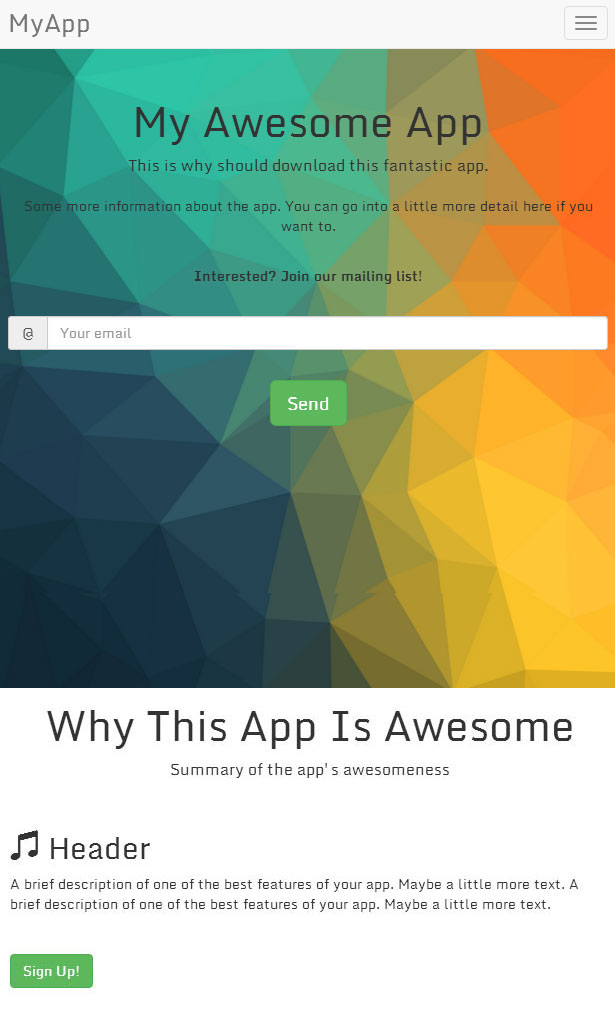 MyApp
My Awesome App
This is why should download this fantastic app.
Some more information about the app. You can go into a little more detail here if you
want to.
Interested? Join our mailing list!
@ Your email
Send
Why This App Is Awesome
Summary of the app's awesomeness
Header
A brief description of one of the best features of your app. Maybe a little more text. A
brief description of one of the best features of your app. Maybe a little more text.
Sign Up!